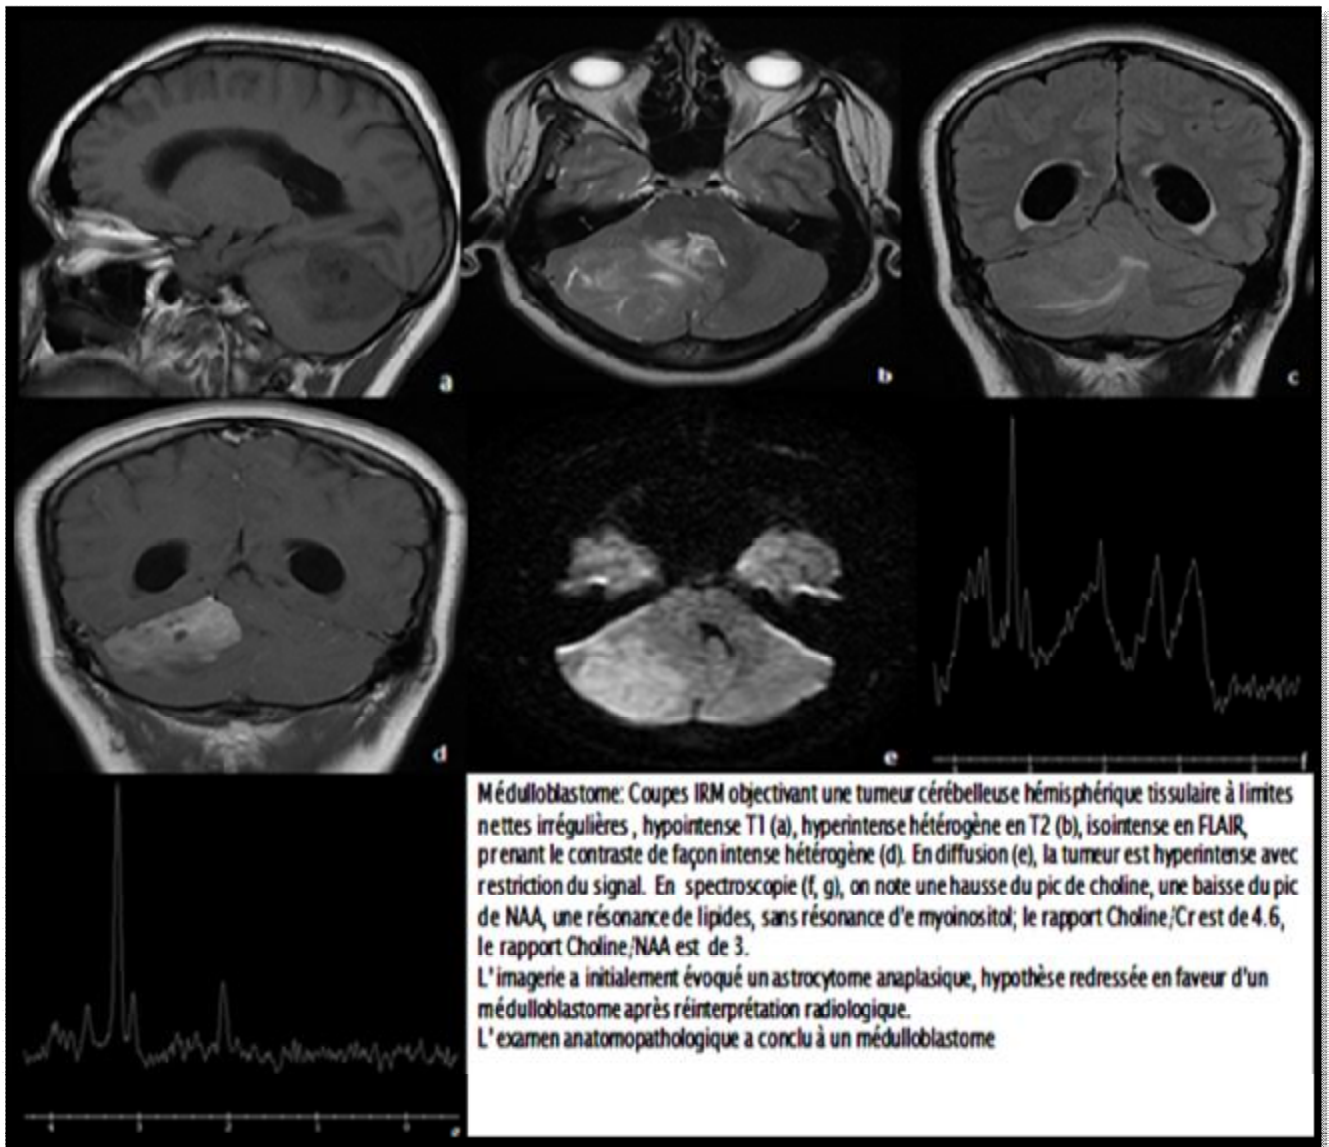 a
b
c
d
e
f
4
3
2
1
0
Médulloblastome: Coupes IRM objectivant une tumeur cérébelleuse hémisphérique tissulaire à limites
nettes irrégulières , hypointense T1 (a), hyperintense hétérogène en T2 (b), isointense en FLAIR,
prenant le contraste de façon intense hétérogène (d). En diffusion (e), la tumeur est hyperintense avec
restriction du signal. En spectroscopie (f, g), on note une hausse du pic de choline, une baisse du pic
de NAA, une résonance de lipides, sans résonance d'e myoinositol; le rapport Choline/Cr est de 4.6,
le rapport Choline/NAA est de 3.
L'imagerie a initialement évoqué un astrocytome anaplasique, hypothèse redressée en faveur d'un
médulloblastome après réinterprétation radiologique.
L'examen anatomopathologique a conclu à un médulloblastome